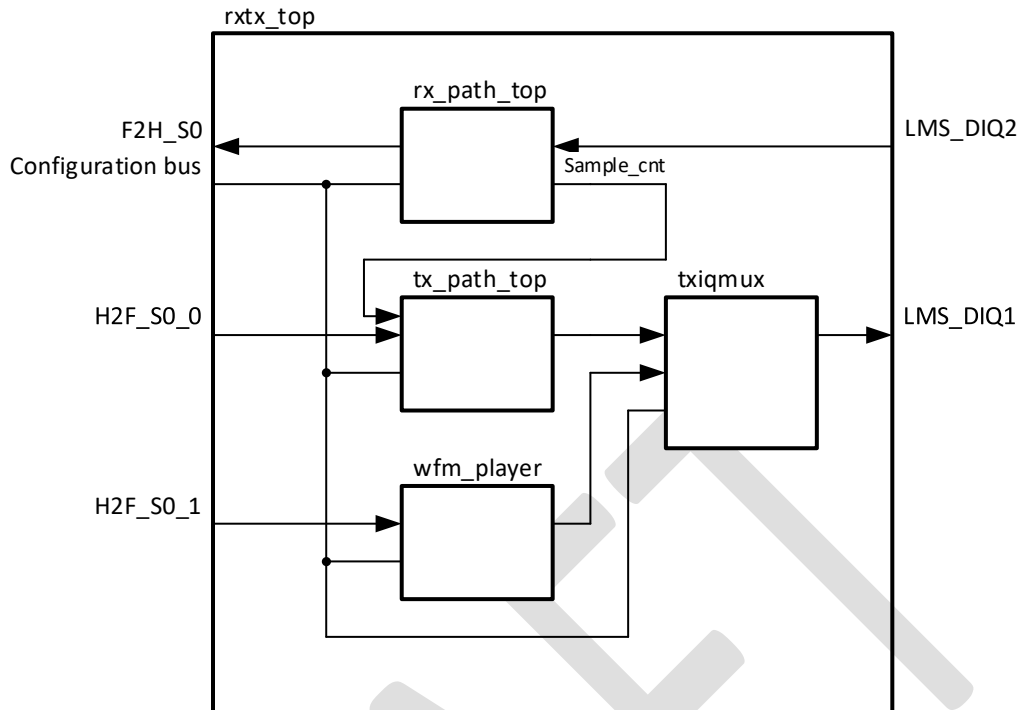 rxtx_top
rx_path_top
F2H_S0
LMS_DIQ2
Configuration bus
Sample_cnt
tx_path_top
txiqmux
H2F_S0_0
LMS_DIQ1
wfm_player
H2F_S0_1